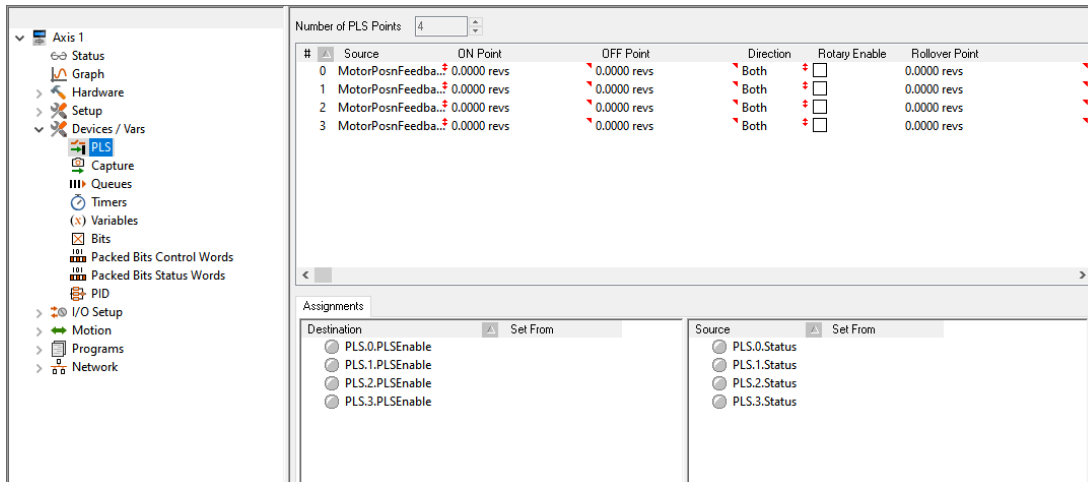 Axis 1
Status
Graph
Hardware
Setup
Devices / Vars
PLS
Capture
Queues
Timers
(x) Variables
Bits
Packed Bits Control Words
Packed Bits Status Words
PID
I/O Setup
Motion
Programs
Network
Number of PLS Points 4
# Source ON Point OFF Point Direction Rotary Enable Rollover Point
0 MotorPosnFeedba... 0.0000 revs 0.0000 revs Both 0.0000 revs
1 MotorPosnFeedba... 0.0000 revs 0.0000 revs Both 0.0000 revs
2 MotorPosnFeedba... 0.0000 revs 0.0000 revs Both 0.0000 revs
3 MotorPosnFeedba... 0.0000 revs 0.0000 revs Both 0.0000 revs
Assignments
Destination Set From
PLS.0.PLSEnable
PLS.1.PLSEnable
PLS.2.PLSEnable
PLS.3.PLSEnable
Source Set From
PLS.0.Status
PLS.1.Status
PLS.2.Status
PLS.3.Status